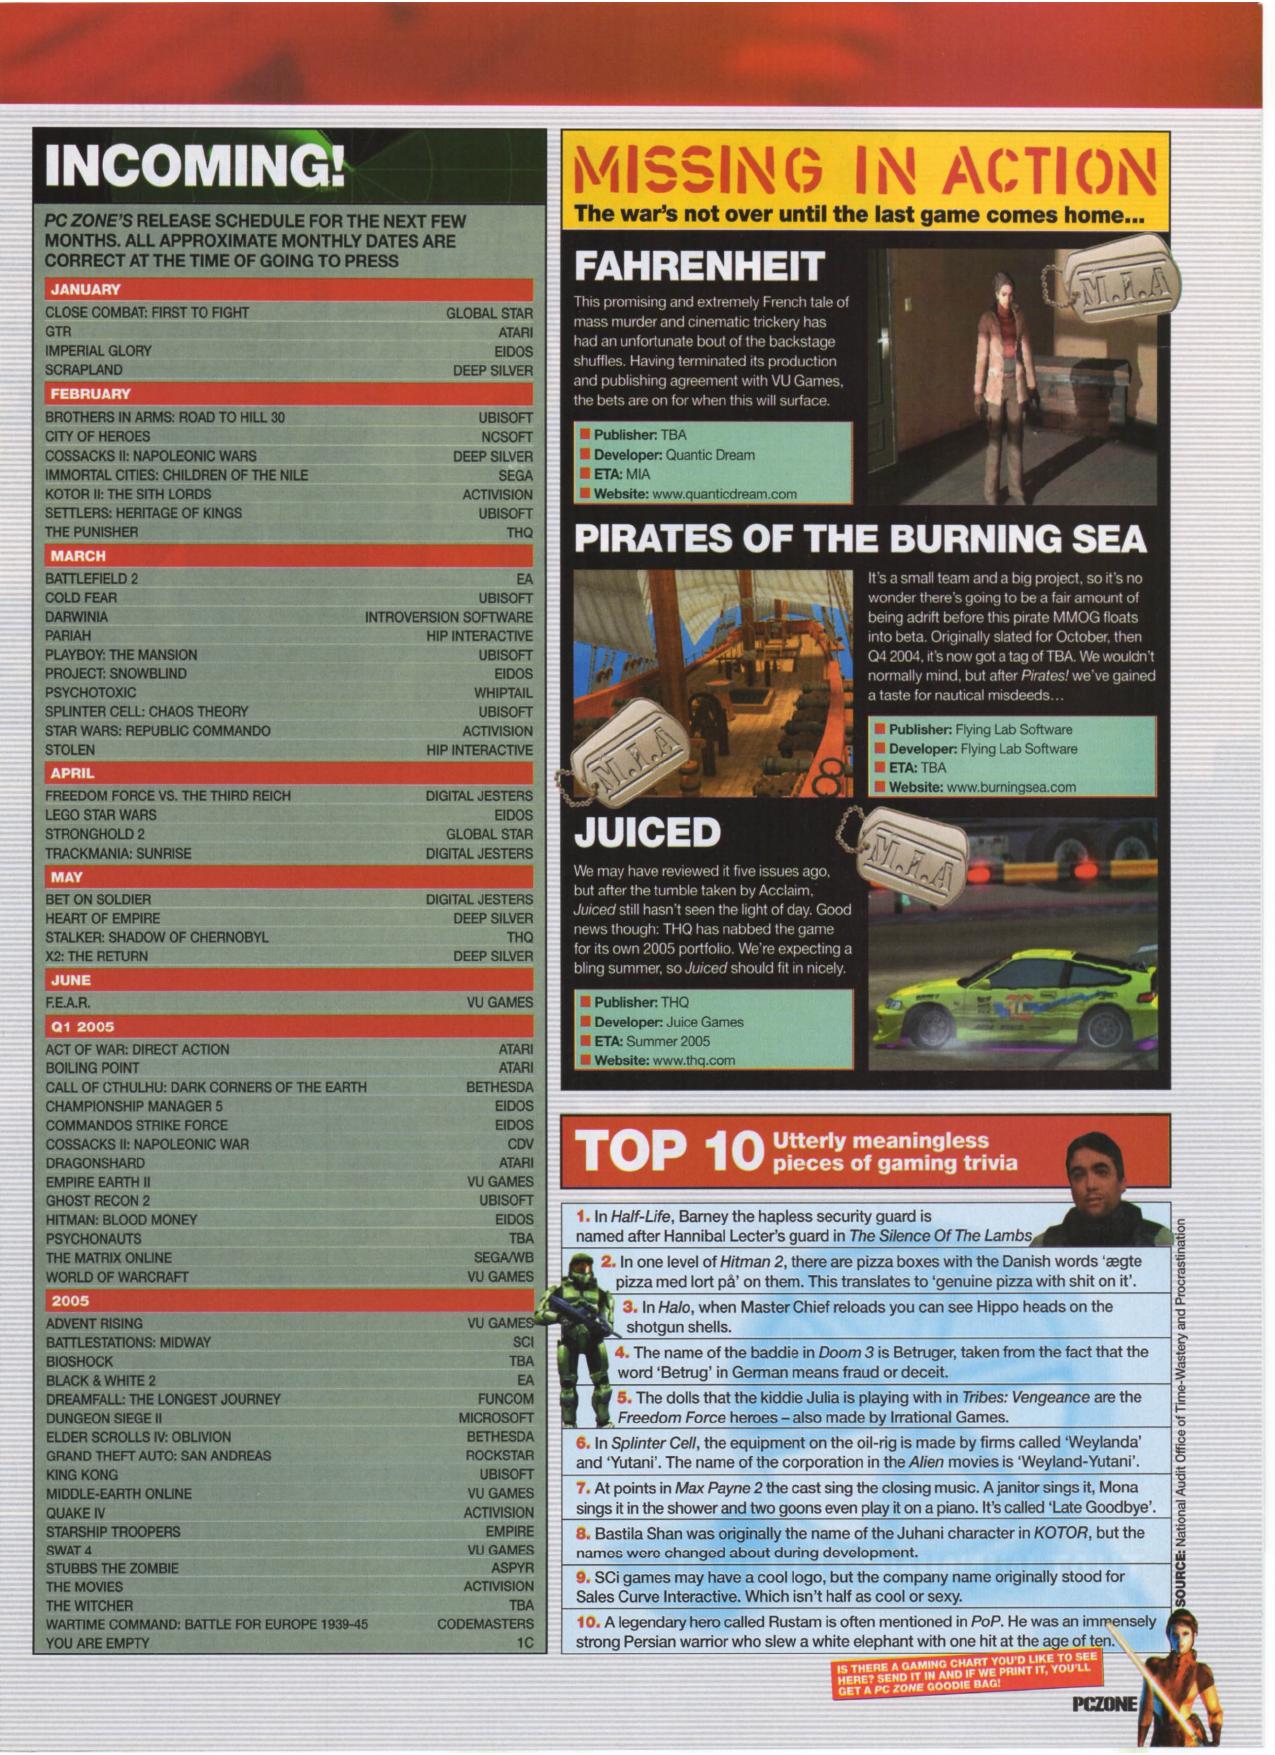 INCOMING!
PC ZONE'S RELEASE SCHEDULE FOR THE NEXT FEW
MONTHS. ALL APPROXIMATE MONTHLY DATES ARE
CORRECT AT THE TIME OF GOING TO PRESS
JANUARY
CLOSE COMBAT: FIRST TO FIGHT GLOBAL STAR
GTR ATARI
IMPERIAL GLORY EIDOS
SCRAPLAND DEEP SILVER
FEBRUARY
BROTHERS IN ARMS: ROAD TO HILL 30 UBISOFT
CITY OF HEROES NCSOFT
COSSACKS II: NAPOLEONIC WARS DEEP SILVER
IMMORTAL CITIES: CHILDREN OF THE NILE SEGA
KOTOR II: THE SITH LORDS ACTIVISION
SETTLERS: HERITAGE OF KINGS UBISOFT
THE PUNISHER THQ
MARCH
BATTLEFIELD 2 EA
COLD FEAR UBISOFT
DARWINIA INTROVERSION SOFTWARE
PARIAH HIP INTERACTIVE
PLAYBOY: THE MANSION UBISOFT
PROJECT: SNOWBLIND EIDOS
PSYCHOTOXIC WHIPTAIL
SPLINTER CELL: CHAOS THEORY UBISOFT
STAR WARS: REPUBLIC COMMANDO ACTIVISION
STOLEN HIP INTERACTIVE
APRIL
FREEDOM FORCE VS. THE THIRD REICH DIGITAL JESTERS
LEGO STAR WARS EIDOS
STRONGHOLD 2 GLOBAL STAR
TRACKMANIA: SUNRISE DIGITAL JESTERS
MAY
BET ON SOLDIER DIGITAL JESTERS
HEART OF EMPIRE DEEP SILVER
STALKER: SHADOW OF CHERNOBYL THQ
X2: THE RETURN DEEP SILVER
JUNE
F.E.A.R. VU GAMES
Q1 2005
ACT OF WAR: DIRECT ACTION ATARI
BOILING POINT ATARI
CALL OF CTHULHU: DARK CORNERS OF THE EARTH BETHESDA
CHAMPIONSHIP MANAGER 5 EIDOS
COMMANDOS STRIKE FORCE EIDOS
COSSACKS II: NAPOLEONIC WAR CDV
DRAGONSHARD ATARI
EMPIRE EARTH II VU GAMES
GHOST RECON 2 UBISOFT
HITMAN: BLOOD MONEY EIDOS
PSYCHONAUTS TBA
THE MATRIX ONLINE SEGA/WB
WORLD OF WARCRAFT VU GAMES
2005
ADVENT RISING VU GAMES
BATTLESTATIONS: MIDWAY SCI
BIOSHOCK TBA
BLACK & WHITE 2 EA
DREAMFALL: THE LONGEST JOURNEY FUNCOM
DUNGEON SIEGE II MICROSOFT
ELDER SCROLLS IV: OBLIVION BETHESDA
GRAND THEFT AUTO: SAN ANDREAS ROCKSTAR
KING KONG UBISOFT
MIDDLE-EARTH ONLINE VU GAMES
QUAKE IV ACTIVISION
STARSHIP TROOPERS EMPIRE
SWAT 4 VU GAMES
STUBBS THE ZOMBIE ASPYR
THE MOVIES ACTIVISION
THE WITCHER TBA
WARTIME COMMAND: BATTLE FOR EUROPE 1939-45 CODEMASTERS
YOU ARE EMPTY 1C
MISSING IN ACTION
The war's not over until the last game comes home...
FAHRENHEIT
M.I.A
This promising and extremely French tale of
mass murder and cinematic trickery has
had an unfortunate bout of the backstage
shuffles. Having terminated its production
and publishing agreement with VU Games,
the bets are on for when this will surface.
Publisher: TBA
Developer: Quantic Dream
ETA: MIA
Website: www.quanticdream.com
PIRATES OF THE BURNING SEA
It's a small team and a big project, so it's no
wonder there's going to be a fair amount of
being adrift before this pirate MMOG floats
into beta. Originally slated for October, then
Q4 2004, it's now got a tag of TBA. We wouldn't
normally mind, but after Pirates! we've gained
a taste for nautical misdeeds...
M.I.A
Publisher: Flying Lab Software
Developer: Flying Lab Software
ETA: TBA
Website: www.burningsea.com
JUICED
M.I.A
We may have reviewed it five issues ago,
but after the tumble taken by Acclaim,
Juiced still hasn't seen the light of day. Good
news though: THQ has nabbed the game
for its own 2005 portfolio. We're expecting a
bling summer, so Juiced should fit in nicely.
Publisher: THQ
Developer: Juice Games
ETA: Summer 2005
Website: www.thq.com
TOP 10 Utterly meaningless
pieces of gaming trivia
1. In Half-Life, Barney the hapless security guard is
named after Hannibal Lecter's guard in The Silence Of The Lambs
2. In one level of Hitman 2, there are pizza boxes with the Danish words 'ægte
pizza med lort på' on them. This translates to 'genuine pizza with shit on it'.
3. In Halo, when Master Chief reloads you can see Hippo heads on the
shotgun shells.
4. The name of the baddie in Doom 3 is Betruger, taken from the fact that the
word 'Betrug' in German means fraud or deceit.
5. The dolls that the kiddie Julia is playing with in Tribes: Vengeance are the
Freedom Force heroes – also made by Irrational Games.
6. In Splinter Cell, the equipment on the oil-rig is made by firms called 'Weylanda'
and 'Yutani'. The name of the corporation in the Alien movies is 'Weyland-Yutani'.
7. At points in Max Payne 2 the cast sing the closing music. A janitor sings it, Mona
sings it in the shower and two goons even play it on a piano. It's called 'Late Goodbye'.
8. Bastila Shan was originally the name of the Juhani character in KOTOR, but the
names were changed about during development.
9. SCi games may have a cool logo, but the company name originally stood for
Sales Curve Interactive. Which isn't half as cool or sexy.
10. A legendary hero called Rustam is often mentioned in PoP. He was an immensely
strong Persian warrior who slew a white elephant with one hit at the age of ten.
SOURCE: National Audit Office of Time-Wastery and Procrastination
IS THERE A GAMING CHART YOU'D LIKE TO SEE
HERE? SEND IT IN AND IF WE PRINT IT, YOU'LL
GET A PC ZONE GOODIE BAG!
PCZONE